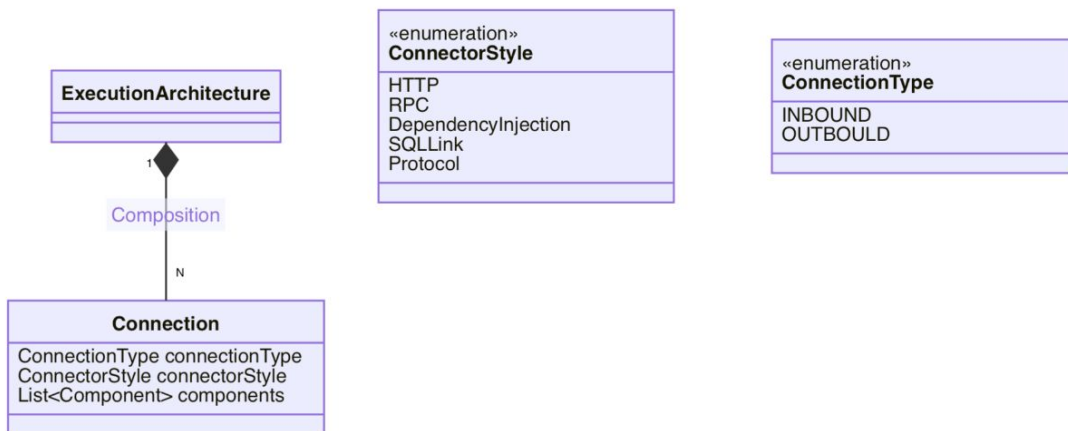 ExecutionArchitecture
1
Composition
N
Connection
ConnectionType connectionType
ConnectorStyle connectorStyle
List<Component> components
«enumeration»
ConnectorStyle
HTTP
RPC
DependencyInjection
SQLLink
Protocol
«enumeration»
ConnectionType
INBOUND
OUTBOULD